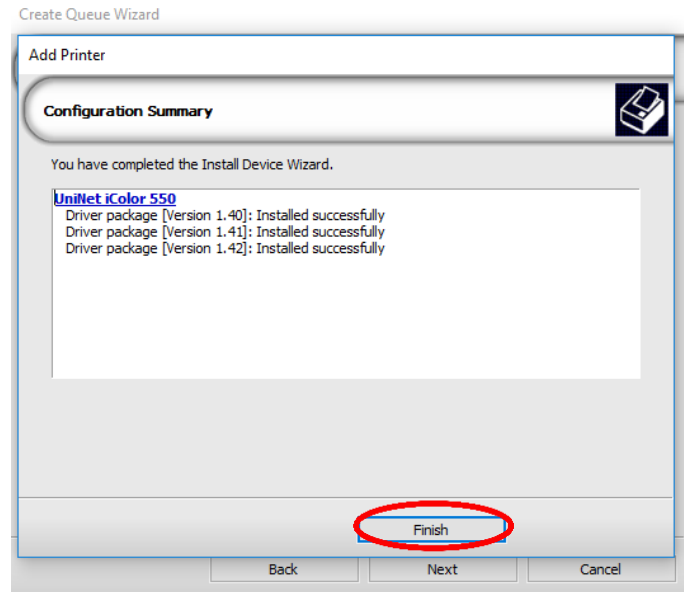 Create Queue Wizard
Add Printer
Configuration Summary
You have completed the Install Device Wizard.
UniNet iColor 550
Driver package [Version 1.40]: Installed successfully
Driver package [Version 1.41]: Installed successfully
Driver package [Version 1.42]: Installed successfully
Finish
Back Next Cancel